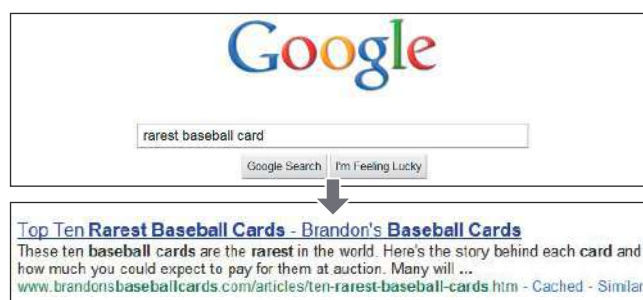 Google
rarest baseball card
Google Search I'm Feeling Lucky
Top Ten Rarest Baseball Cards - Brandon's Baseball Cards
These ten baseball cards are the rarest in the world. Here's the story behind each card and
how much you could expect to pay for them at auction. Many will ...
www.brandonsbaseballcards.com/articles/ten-rarest-baseball-cards.htm - Cached - Similar